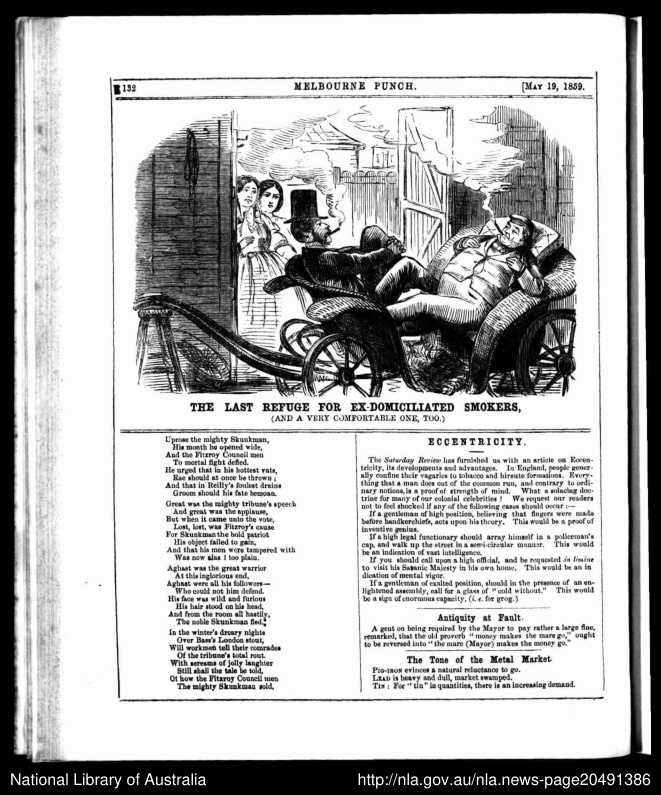 132
MELBOURNE PUNCH.
[MAY 19, 1859.
THE LAST REFUGE FOR EX-DOMICILIATED SMOKERS,
(AND A VERY COMFORTABLE ONE, TOO.)
Uprose the mighty Skunkman,
His month he opened wide,
And the Fitzroy Council men
To mortal fight defied.
He urged that in his hottest vats,
Rae should at once be thrown;
And that in Reilly's foulest drains
Groom should his fate bemoan.
Great was the mighty tribune's speech
And great was the applause,
But when it came unto the vote,
Lost, lost, was Fitzroy's cause
For Skunkman the bold patriot
His object failed to gain,
And that his men were tampered with
Was now alas! too plain.
Aghast was the great warrior
At this inglorious end,
Aghast were all his followers—
Who could not him defend.
His face was wild and furious
His hair stood on his head,
And from the room all hastily,
The noble Skunkman fled.
In the winter's dreary nights
Over Bass's London stout,
Will workmen tell their comrades
Of the tribune's total rout.
With screams of jolly laughter
Still shall the tale be told,
Of how the Fitzroy Council men
The mighty Skunkman sold.
ECCENTRICITY.
The Saturday Review has furnished us with an article on Eccen-
tricity, its developments and advantages. In England, people gener-
ally confine their vagaries to tobacco and hirsute formations. Every-
thing that a man does out of the common run, and contrary to ordi-
nary notions, is a proof of strength of mind. What a solacing doc-
trine for many of our colonial celebrities! We request our readers
not to feel shocked if any of the following cases should occur:—
If a gentleman of high position, believing that fingers were made
before handkerchiefs, acts upon his theory. This would be a proof of
inventive genius.
If a high legal functionary should array himself in a policeman's
cap, and walk up the street in a semi-circular manner. This would
be an indication of vast intelligence.
If you should call upon a high official, and be requested in limine
to visit his Satanic Majesty in his own home. This would be an in
dication of mental vigor.
If a gentleman of exalted position, should in the presence of an en-
lightened assembly, call for a glass of "cold without." This would
be a sign of enormous capacity, (i. e. for grog.)
Antiquity at Fault.
A gent on being required by the Mayor to pay rather a large fine,
remarked, that the old proverb "money makes the mare go," ought
to be reversed into "the mare (Mayor) makes the money go."
The Tone of the Metal Market.
PIG-IRON evinces a natural reluctance to go.
LEAD is heavy and dull, market swamped.
TIN: For "tin" in quantities, there is an increasing demand.
National Library of Australia
http://nla.gov.au/nla.news-page20491386